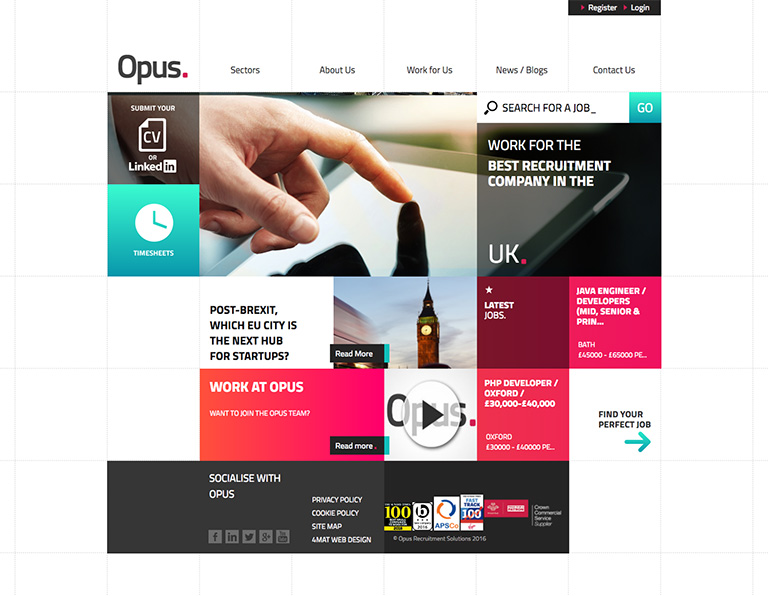 Register
Login
Opus.
Sectors
About Us
Work for Us
News / Blogs
Contact Us
SUBMIT YOUR
CV
OR
Linked in
SEARCH FOR A JOB_
GO
WORK FOR THE
BEST RECRUITMENT
COMPANY IN THE
UK.
TIMESHEETS
POST-BREXIT,
WHICH EU CITY IS
THE NEXT HUB
FOR STARTUPS?
Read More
LATEST
JOBS.
JAVA ENGINEER /
DEVELOPERS
(MID, SENIOR &
PRIN...
BATH
£45000 - £65000 PE...
WORK AT OPUS
WANT TO JOIN THE OPUS TEAM?
Read more .
Opus.
PHP DEVELOPER /
OXFORD /
£30,000-£40,000
OXFORD
£30000 - £40000 PE...
FIND YOUR
PERFECT JOB
SOCIALISE WITH
OPUS
PRIVACY POLICY
COOKIE POLICY
SITE MAP
4MAT WEB DESIGN
100
2016
b
2016
APSCo
FAST
TRACK
100
Crown
Commercial
Service
Supplier
© Opus Recruitment Solutions 2016